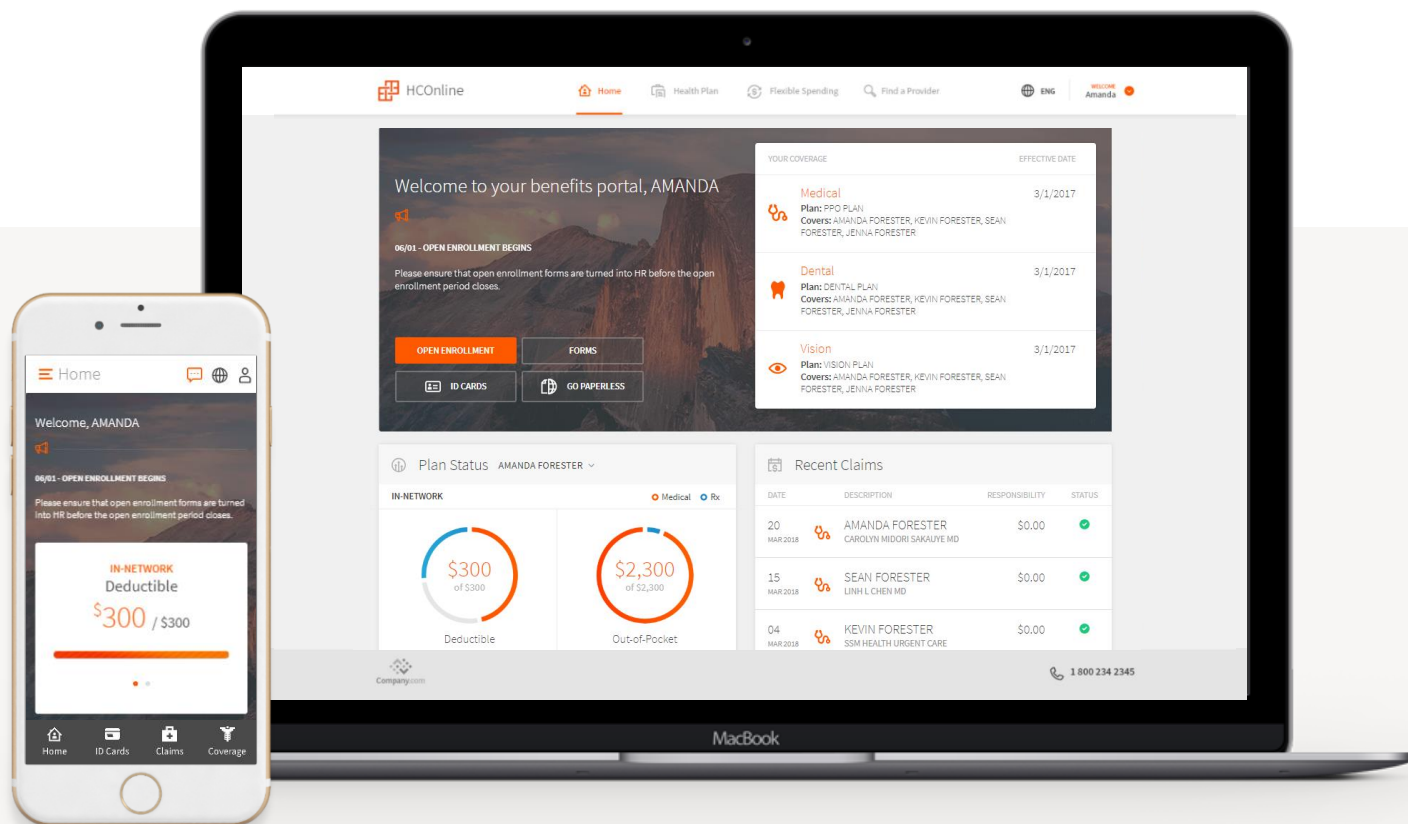 HCOnline
Home
Health Plan
Flexible Spending
Find a Provider
ENG
WELCOME
Amanda
Welcome to your benefits portal, AMANDA
06/01 - OPEN ENROLLMENT BEGINS
Please ensure that open enrollment forms are turned into HR before the open
enrollment period closes.
OPEN ENROLLMENT
FORMS
ID CARDS
GO PAPERLESS
YOUR COVERAGE
EFFECTIVE DATE
Medical
3/1/2017
Plan: PPO PLAN
Covers: AMANDA FORESTER, KEVIN FORESTER, SEAN
FORESTER, JENNA FORESTER
Dental
3/1/2017
Plan: DENTAL PLAN
Covers: AMANDA FORESTER, KEVIN FORESTER, SEAN
FORESTER, JENNA FORESTER
Vision
3/1/2017
Plan: VISION PLAN
Covers: AMANDA FORESTER, KEVIN FORESTER, SEAN
FORESTER, JENNA FORESTER
Plan Status AMANDA FORESTER
IN-NETWORK
Medical
Rx
$300
of $300
Deductible
$2,300
of $2,300
Out-of-Pocket
Recent Claims
DATE
DESCRIPTION
RESPONSIBILITY
STATUS
20
MAR 2018
AMANDA FORESTER
CAROLYN MIDORI SAKAUYE MD
$0.00
15
MAR 2018
SEAN FORESTER
LINH L CHEN MD
$0.00
04
MAR 2018
KEVIN FORESTER
SSM HEALTH URGENT CARE
$0.00
Company.com
1 800 234 2345
MacBook
Home
Welcome, AMANDA
06/01 - OPEN ENROLLMENT BEGINS
Please ensure that open enrollment forms are turned
into HR before the open enrollment period closes.
IN-NETWORK
Deductible
$300 / $300
Home
ID Cards
Claims
Coverage